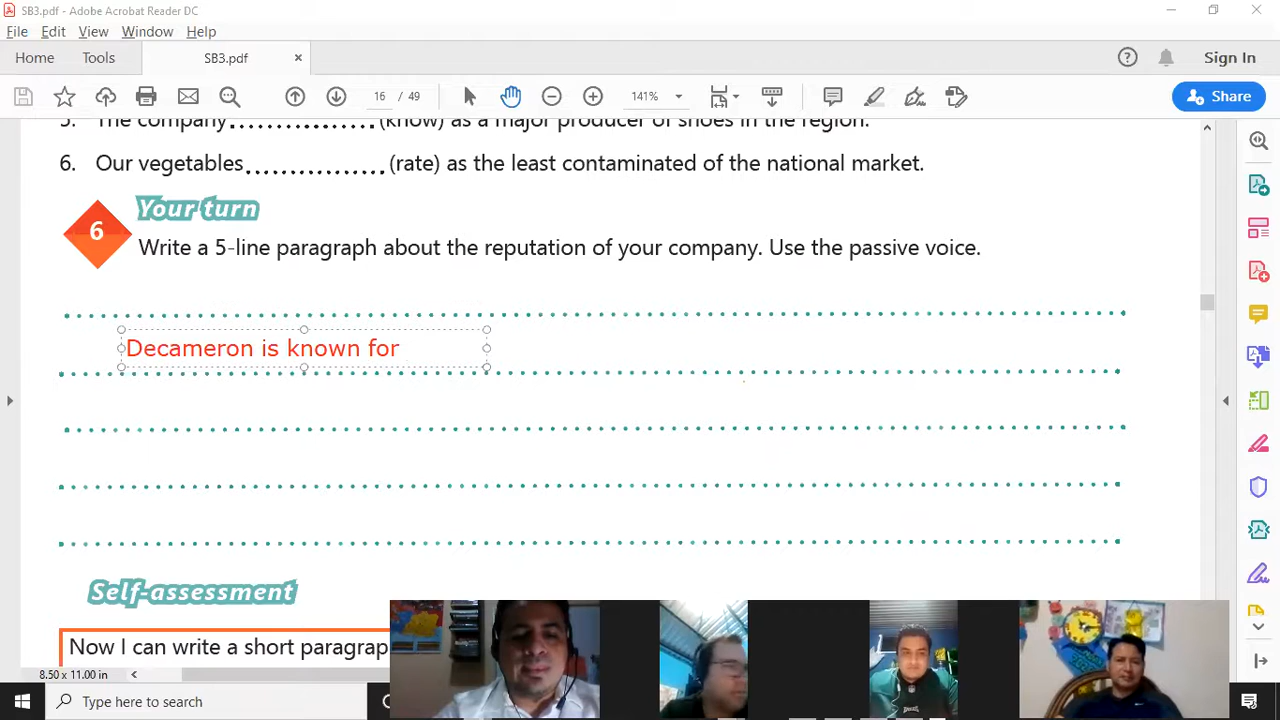 SB3.pdf - Adobe Acrobat Reader DC
File Edit View Window Help
Home Tools SB3.pdf × Sign In
16 / 49 141% Share
5. The company (know) as a major producer of shoes in the region.
6. Our vegetables (rate) as the least contaminated of the national market.
Your turn
6
Write a 5-line paragraph about the reputation of your company. Use the passive voice.
Decameron is known for
Self-assessment
Now I can write a short paragrap
8.50 x 11.00 in
Type here to search